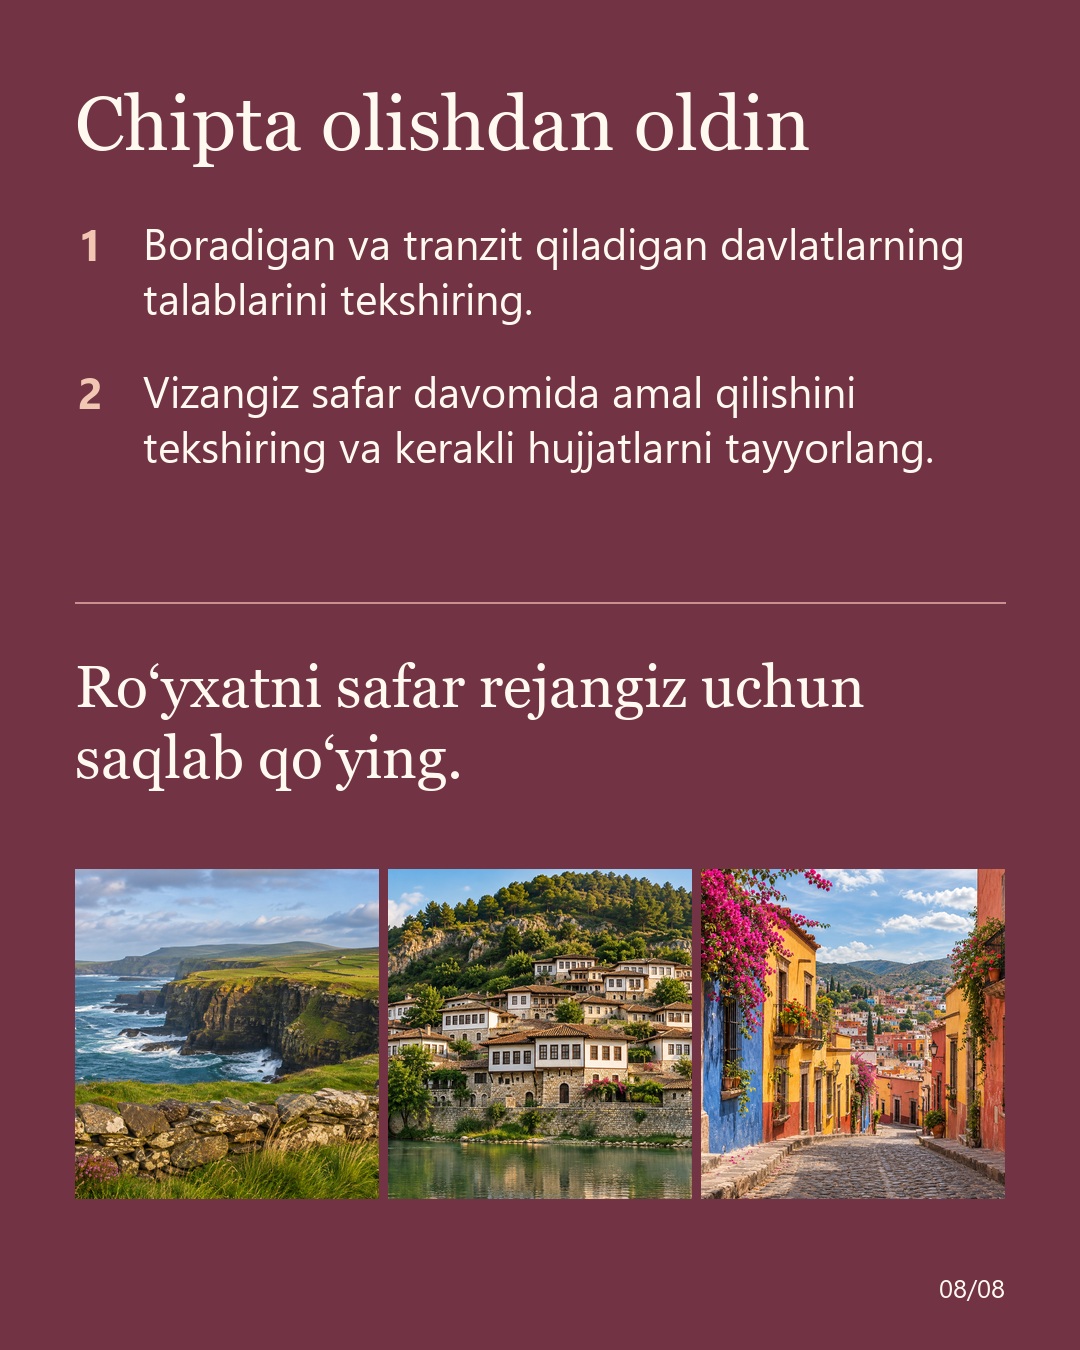 Chipta olishdan oldin
1 Boradigan va tranzit qiladigan davlatlarning
talablarini tekshiring.
2 Vizangiz safar davomida amal qilishini
tekshiring va kerakli hujjatlarni tayyorlang.
Ro‘yxatni safar rejangiz uchun
saqlab qo‘ying.
08/08